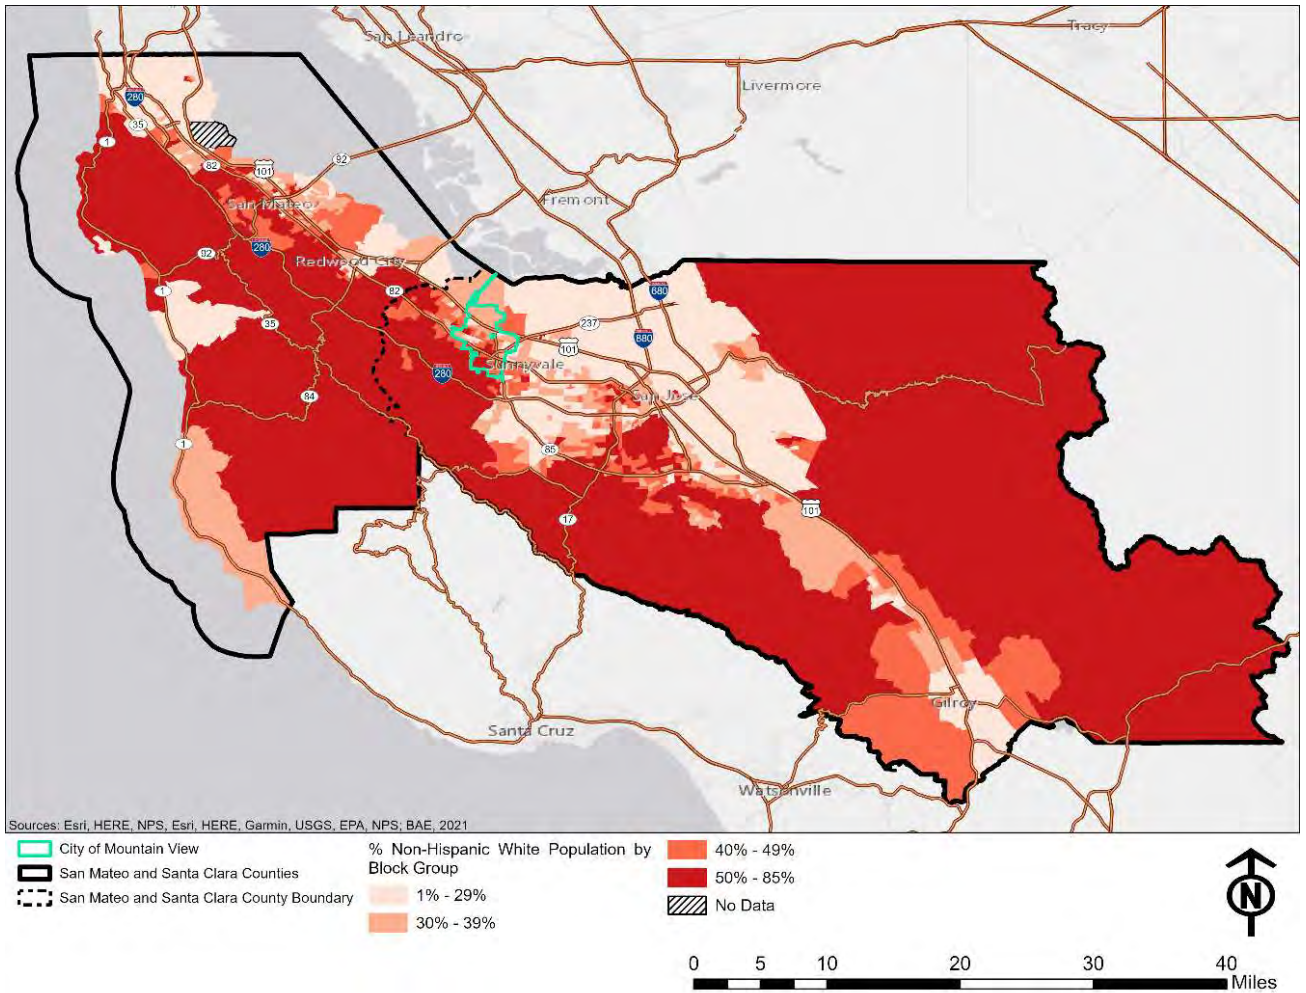 San Leandro
Tracy
Livermore
280
35
1
82
101
92
Fremont
San Mateo
92
280
Redwood City
82
1
35
680
237
880
101
Sunnyvale
280
San Jose
84
1
85
101
17
Gilroy
Santa Cruz
Watsonville
Sources: Esri, HERE, NPS, Esri, HERE, Garmin, USGS, EPA, NPS; BAE, 2021
City of Mountain View
San Mateo and Santa Clara Counties
San Mateo and Santa Clara County Boundary
% Non-Hispanic White Population by
Block Group
1% - 29%
30% - 39%
40% - 49%
50% - 85%
No Data
N
0 5 10 20 30 40
Miles